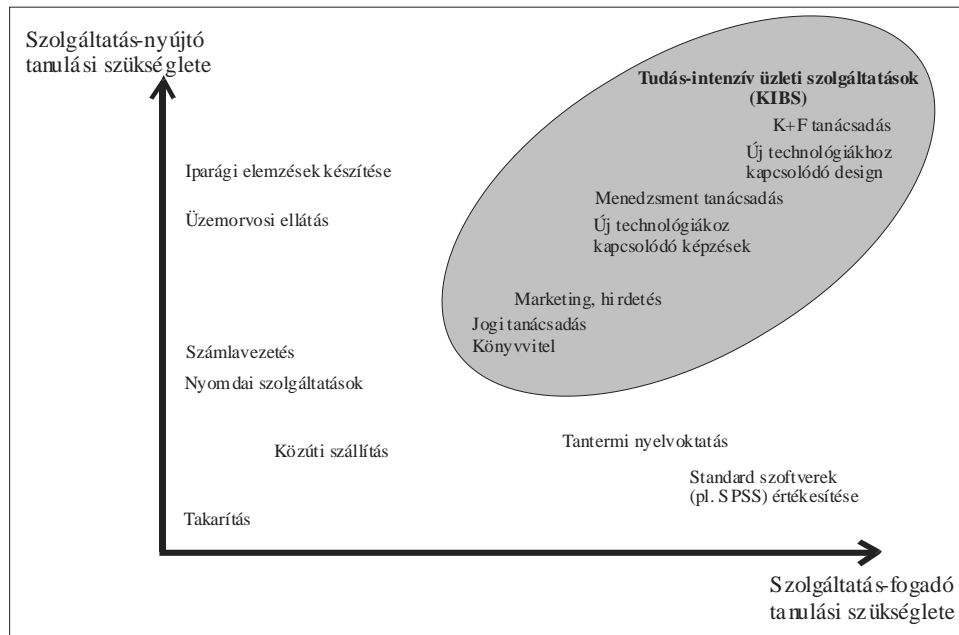 Szolgáltatás-nyújtó
tanulási szükséglete
Tudás-intenzív üzleti szolgáltatások
(KIBS)
K+F tanácsadás
Új technológiákhoz
kapcsolódó design
Iparági elemzések készítése
Menedzsment tanácsadás
Üzemorvosi ellátás
Új technológiákoz
kapcsolódó képzések
Marketing, hirdetés
Jogi tanácsadás
Könyvvitel
Számlavezetés
Nyomdai szolgáltatások
Közúti szállítás
Tantermi nyelvoktatás
Standard szoftverek
(pl. SPSS) értékesítése
Takarítás
Szolgáltatás-fogadó
tanulási szükséglete